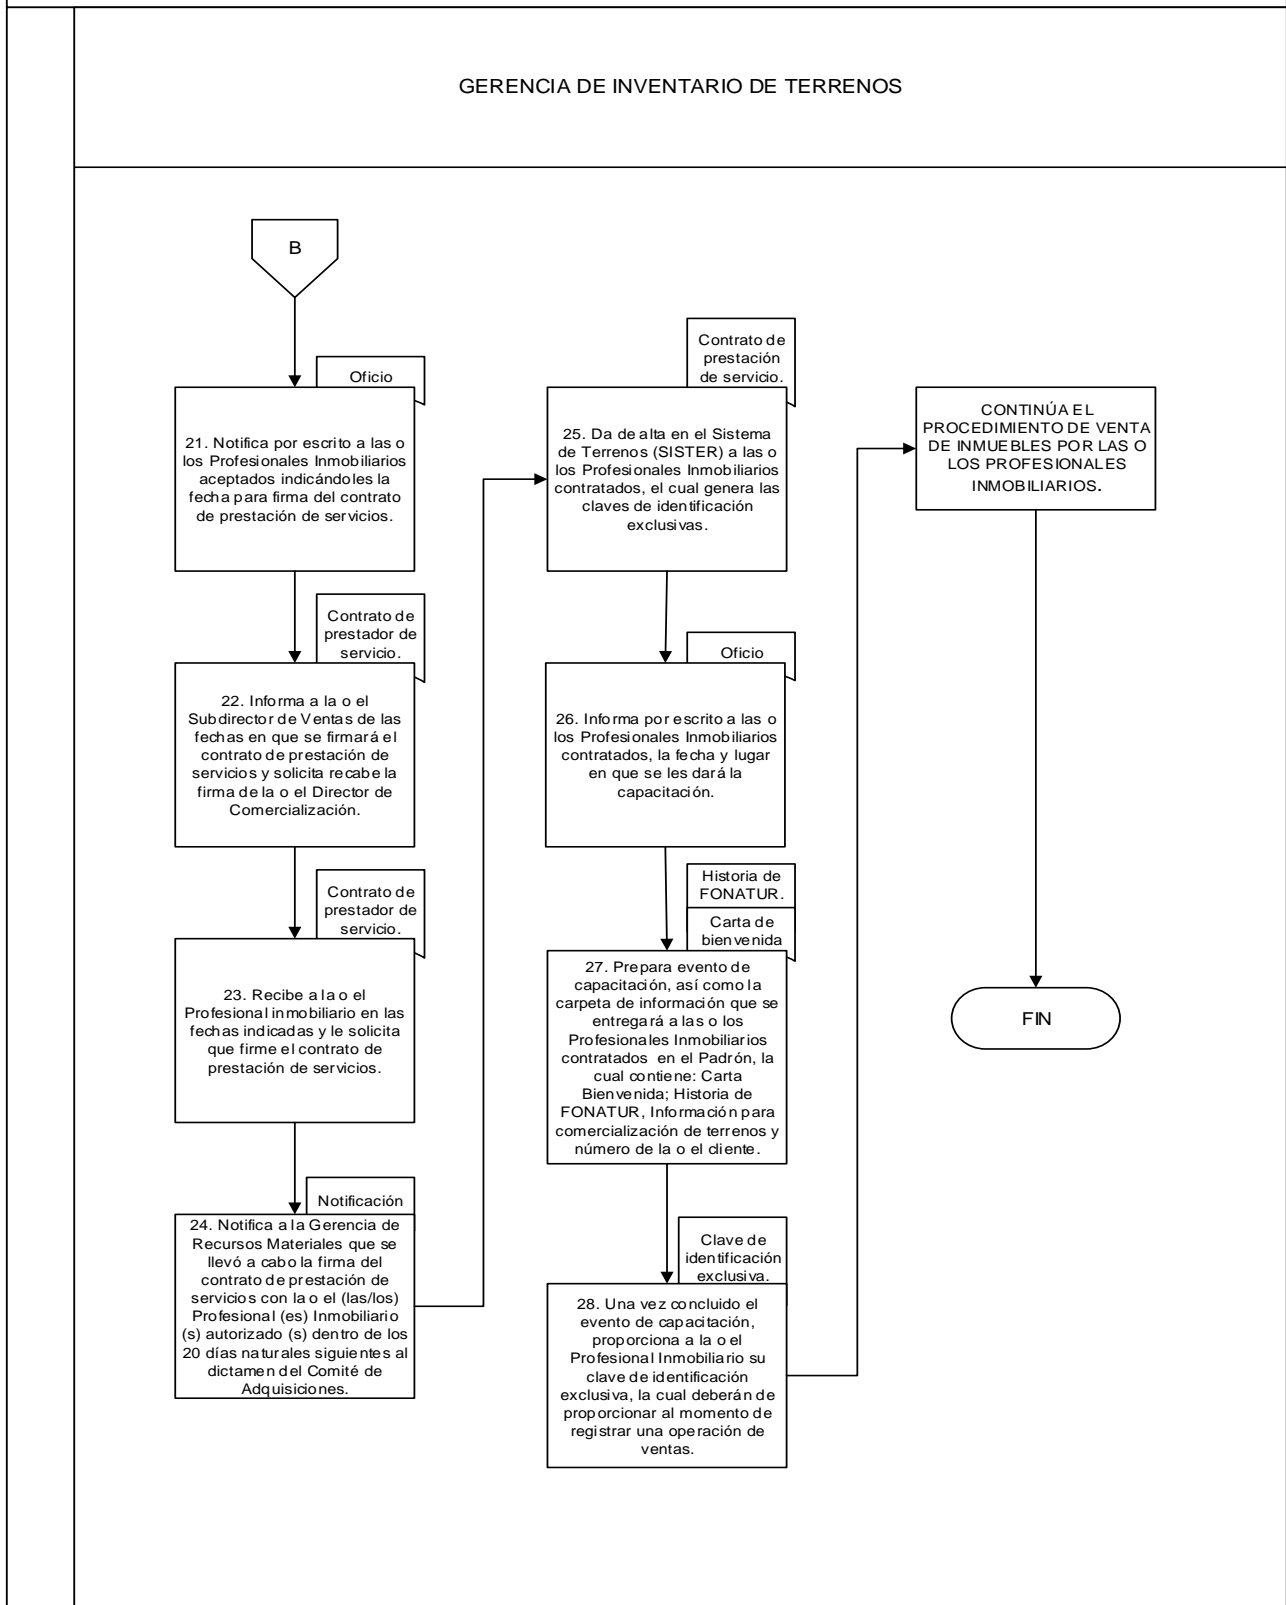 GERENCIA DE INVENTARIO DE TERRENOS
B
Oficio
21. Notifica por escrito a las o
los Profesionales Inmobiliarios
aceptados indicándoles la
fecha para firma del contrato
de prestación de servicios.
Contrato de
prestador de
servicio.
22. Informa a la o el
Subdirector de Ventas de las
fechas en que se firmará el
contrato de prestación de
servicios y solicita recabe la
firma de la o el Director de
Comercialización.
Contrato de
prestador de
servicio.
23. Recibe a la o el
Profesional inmobiliario en las
fechas indicadas y le solicita
que firme el contrato de
prestación de servicios.
Notificación
24. Notifica a la Gerencia de
Recursos Materiales que se
llevó a cabo la firma del
contrato de prestación de
servicios con la o el (las/los)
Profesional (es) Inmobiliario
(s) autorizado (s) dentro de los
20 días naturales siguientes al
dictamen del Comité de
Adquisiciones.
Contrato de
prestación
de servicio.
25. Da de alta en el Sistema
de Terrenos (SISTER) a las o
los Profesionales Inmobiliarios
contratados, el cual genera las
claves de identificación
exclusivas.
Oficio
26. Informa por escrito a las o
los Profesionales Inmobiliarios
contratados, la fecha y lugar
en que se les dará la
capacitación.
Historia de
FONATUR.
Carta de
bienvenida
27. Prepara evento de
capacitación, así como la
carpeta de información que se
entregará a las o los
Profesionales Inmobiliarios
contratados en el Padrón, la
cual contiene: Carta
Bienvenida; Historia de
FONATUR, Información para
comercialización de terrenos y
número de la o el cliente.
Clave de
identificación
exclusiva.
28. Una vez concluido el
evento de capacitación,
proporciona a la o el
Profesional Inmobiliario su
clave de identificación
exclusiva, la cual deberán de
proporcionar al momento de
registrar una operación de
ventas.
CONTINÚA EL
PROCEDIMIENTO DE VENTA
DE INMUEBLES POR LAS O
LOS PROFESIONALES
INMOBILIARIOS.
FIN